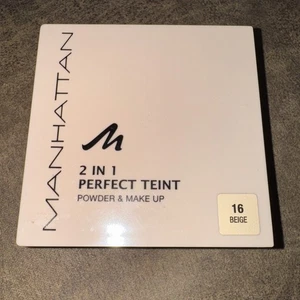 MANHATTAN
M
2 IN 1
PERFECT TEINT
POWDER & MAKE UP
16
BEIGE